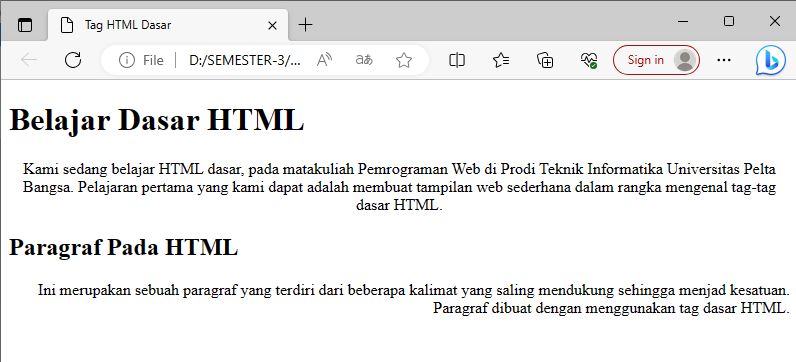 Tag HTML Dasar
File
D:/SEMESTER-3/...
A
aあ
Sign in
Belajar Dasar HTML
Kami sedang belajar HTML dasar, pada matakuliah Pemrograman Web di Prodi Teknik Informatika Universitas Pelta
Bangsa. Pelajaran pertama yang kami dapat adalah membuat tampilan web sederhana dalam rangka mengenal tag-tag
dasar HTML.
Paragraf Pada HTML
Ini merupakan sebuah paragraf yang terdiri dari beberapa kalimat yang saling mendukung sehingga menjad kesatuan.
Paragraf dibuat dengan menggunakan tag dasar HTML.